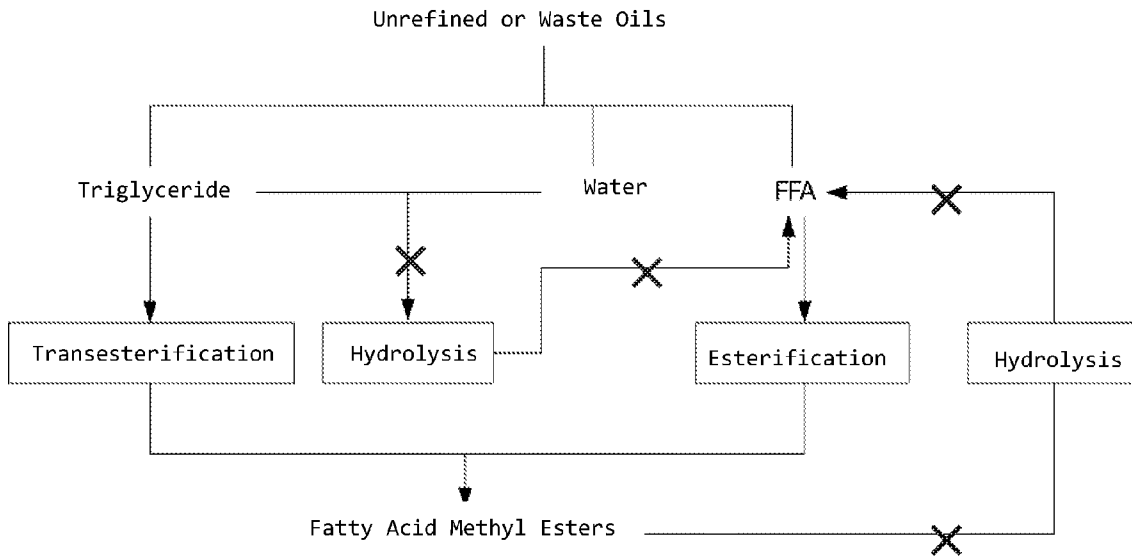 Unrefined or Waste Oils
Triglyceride
Water
FFA
Transesterification
Hydrolysis
Esterification
Hydrolysis
Fatty Acid Methyl Esters